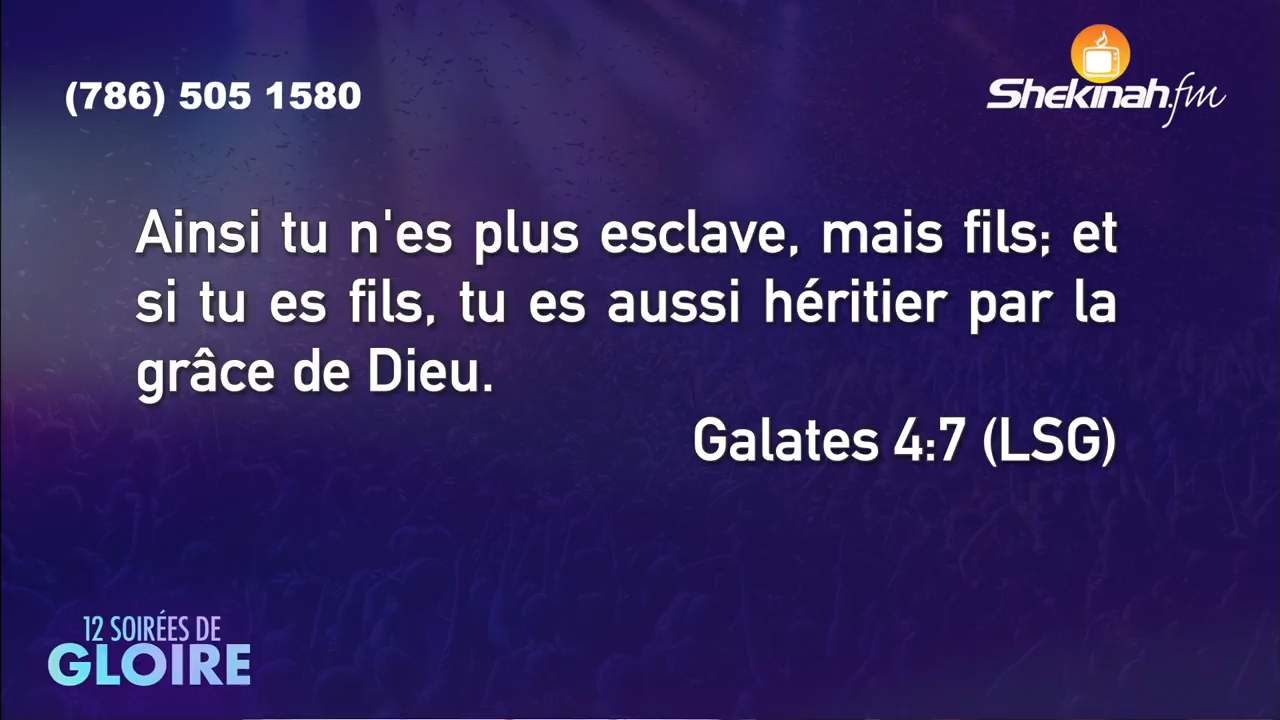 (786) 505 1580
Shekinah.fm
Ainsi tu n'es plus esclave, mais fils; et
si tu es fils, tu es aussi héritier par la
grâce de Dieu.
Galates 4:7 (LSG)
12 SOIRÉES DE
GLOIRE